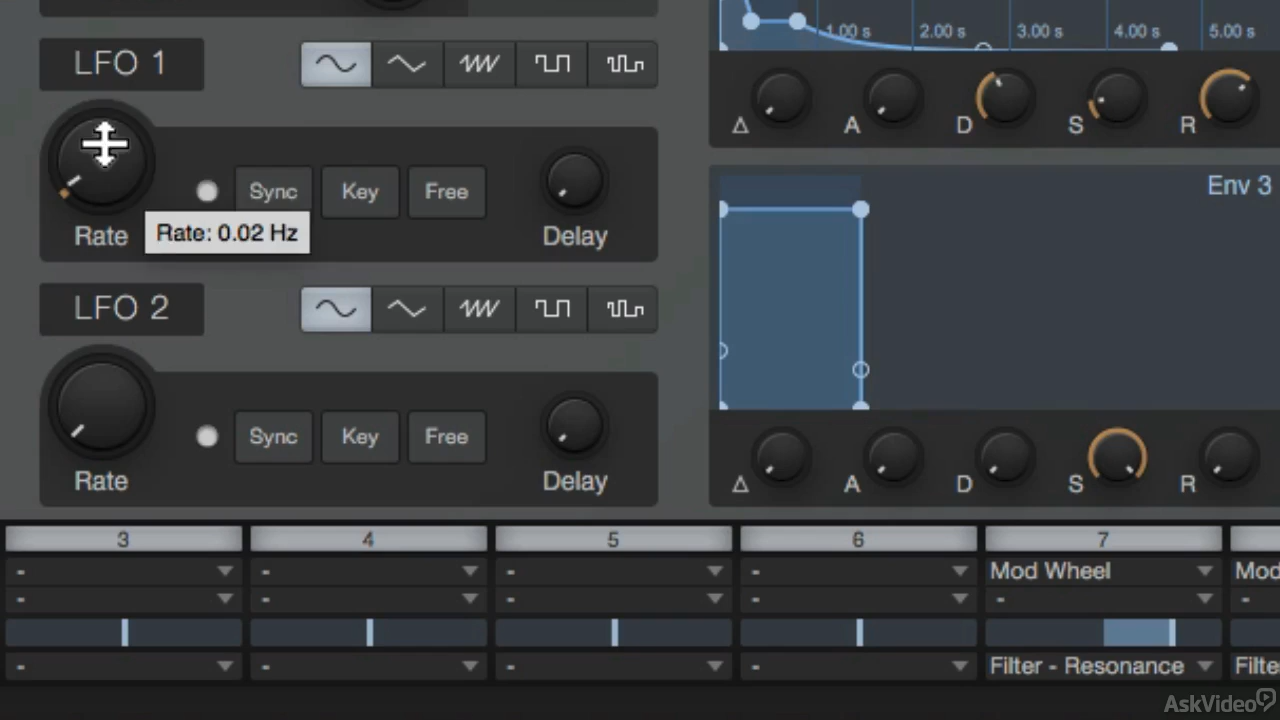 LFO 1
Sync
Key
Free
Rate
Rate: 0.02 Hz
Delay
LFO 2
Sync
Key
Free
Rate
Delay
1.00 s
2.00 s
3.00 s
4.00 s
5.00 s
Δ
A
D
S
R
Env 3
Δ
A
D
S
R
3
4
5
6
7
-
-
-
-
Mod Wheel
Mod
-
-
-
-
-
-
-
-
-
-
Filter - Resonance
Filte
AskVideo